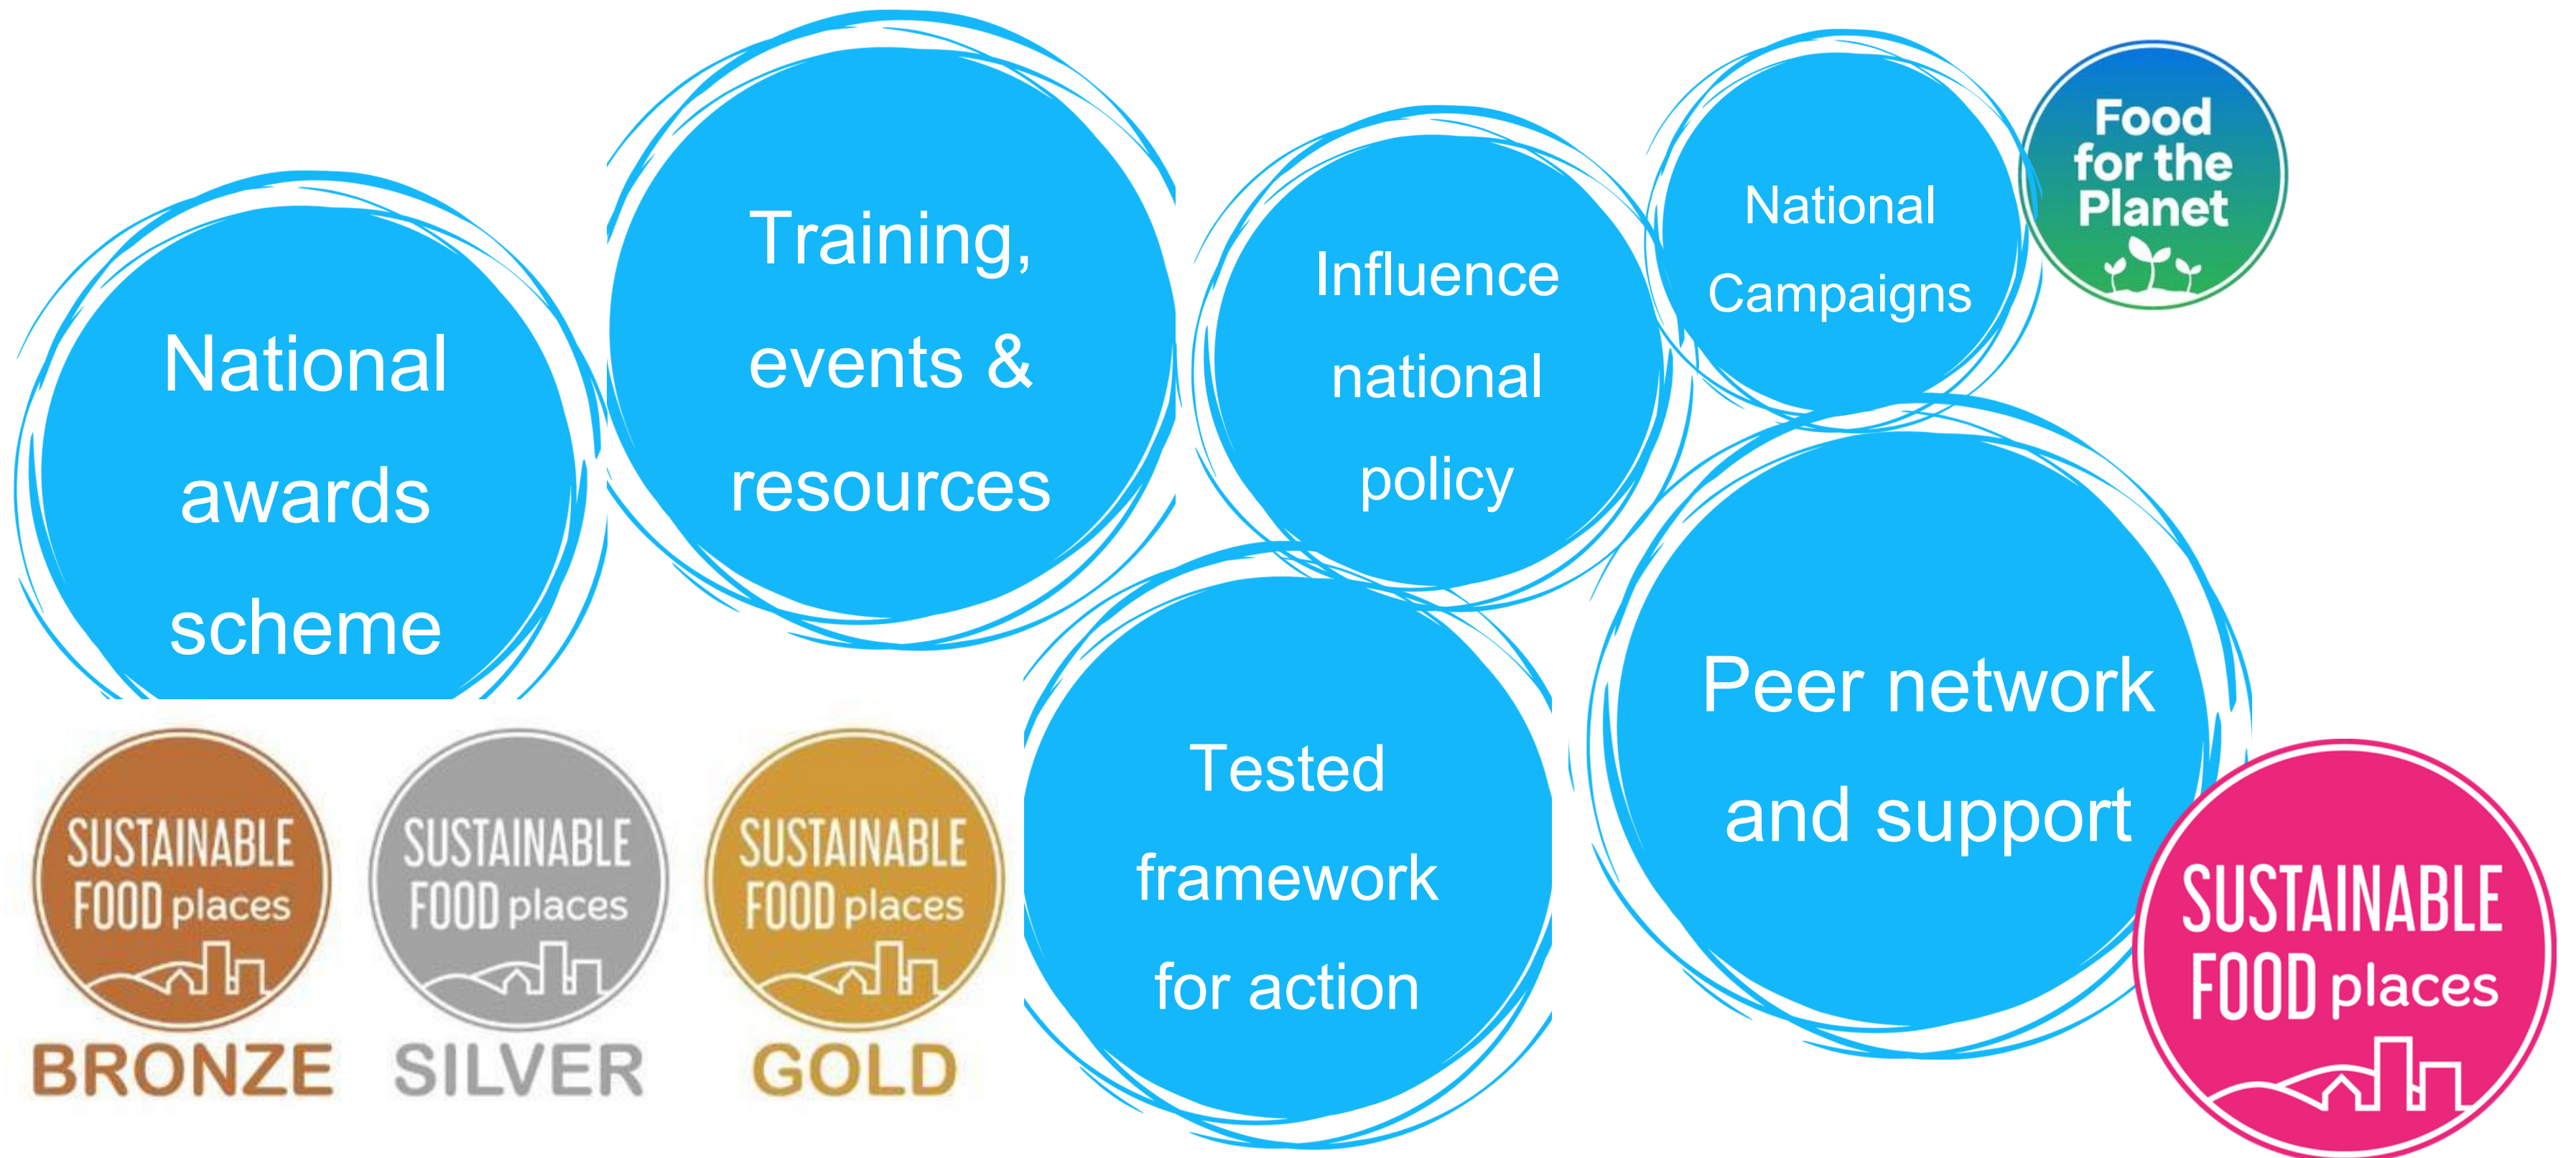 National
awards
scheme
Training,
events &
resources
Influence
national
policy
National
Campaigns
Food
for the
Planet
Tested
framework
for action
Peer network
and support
SUSTAINABLE
FOOD places
BRONZE
SUSTAINABLE
FOOD places
SILVER
SUSTAINABLE
FOOD places
GOLD
SUSTAINABLE
FOOD places